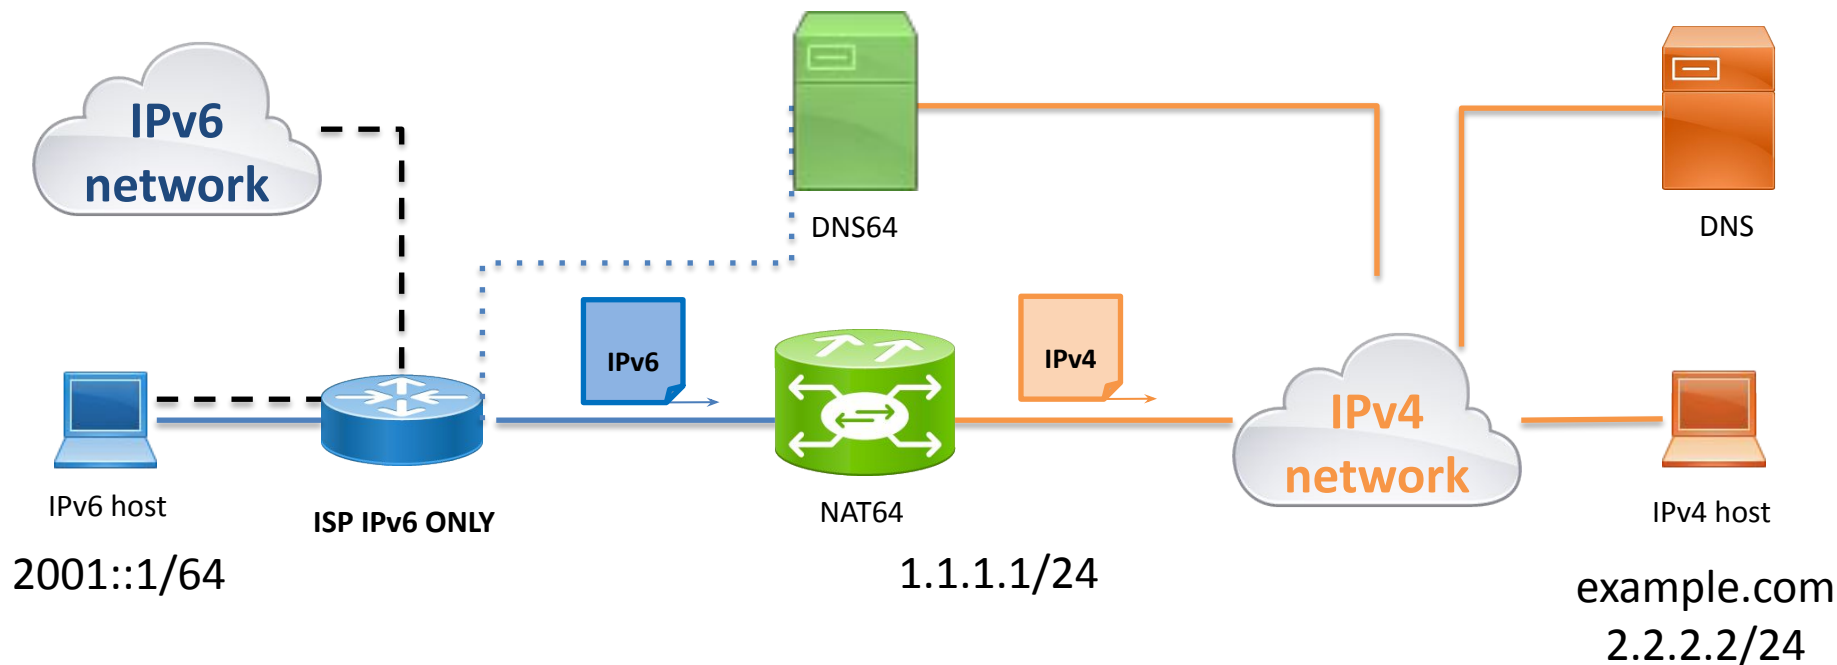 IPv6
network
DNS64
DNS
IPv6
IPv4
IPv4
network
IPv6 host
ISP IPv6 ONLY
NAT64
IPv4 host
2001::1/64
1.1.1.1/24
example.com
2.2.2.2/24